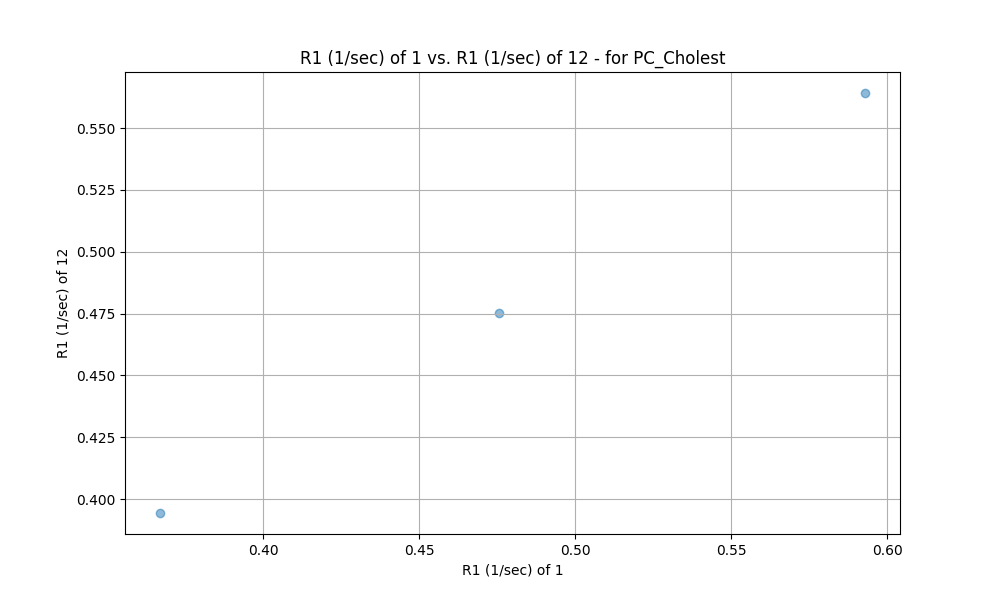 R1 (1/sec) of 1 vs. R1 (1/sec) of 12 - for PC_Cholest
0.550
0.525
0.500
0.475
0.450
0.425
0.400
R1 (1/sec) of 12
0.40 0.45 0.50 0.55 0.60
R1 (1/sec) of 1